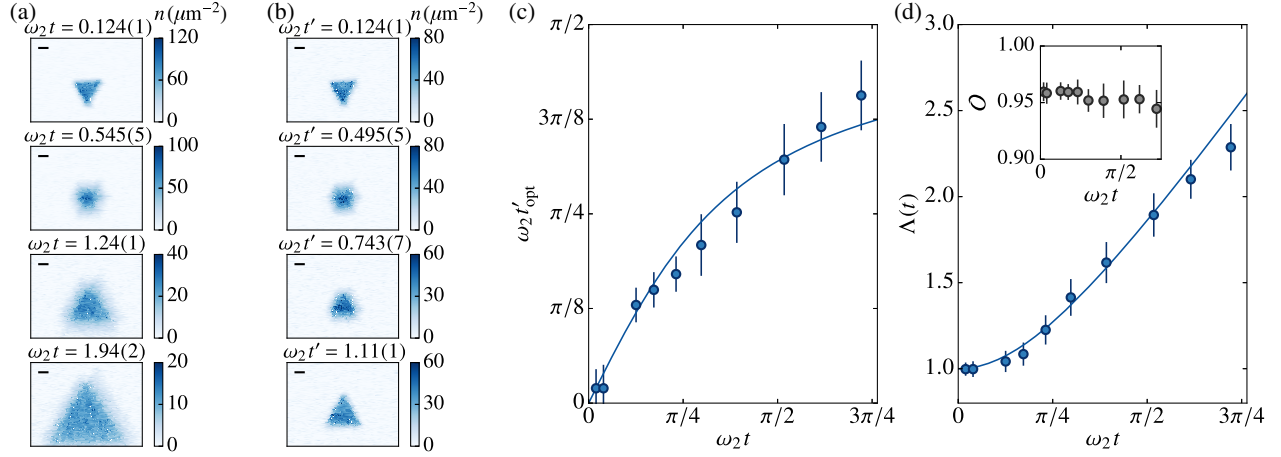 (a)
n(μm⁻²)
ω₂t = 0.124(1)
120
60
0
ω₂t = 0.545(5)
100
50
0
ω₂t = 1.24(1)
40
20
0
ω₂t = 1.94(2)
20
10
0
(b)
n(μm⁻²)
ω₂t′ = 0.124(1)
80
40
0
ω₂t′ = 0.495(5)
80
40
0
ω₂t′ = 0.743(7)
60
30
0
ω₂t′ = 1.11(1)
60
30
0
(c)
π/2
3π/8
π/4
π/8
0
ω₂t′opt
0
π/4
π/2
3π/4
ω₂t
(d)
2.5
2.0
1.5
1.0
Λ(t)
0
π/4
π/2
3π/4
ω₂t
1.00
0.95
0.90
O
0
π/2
ω₂t